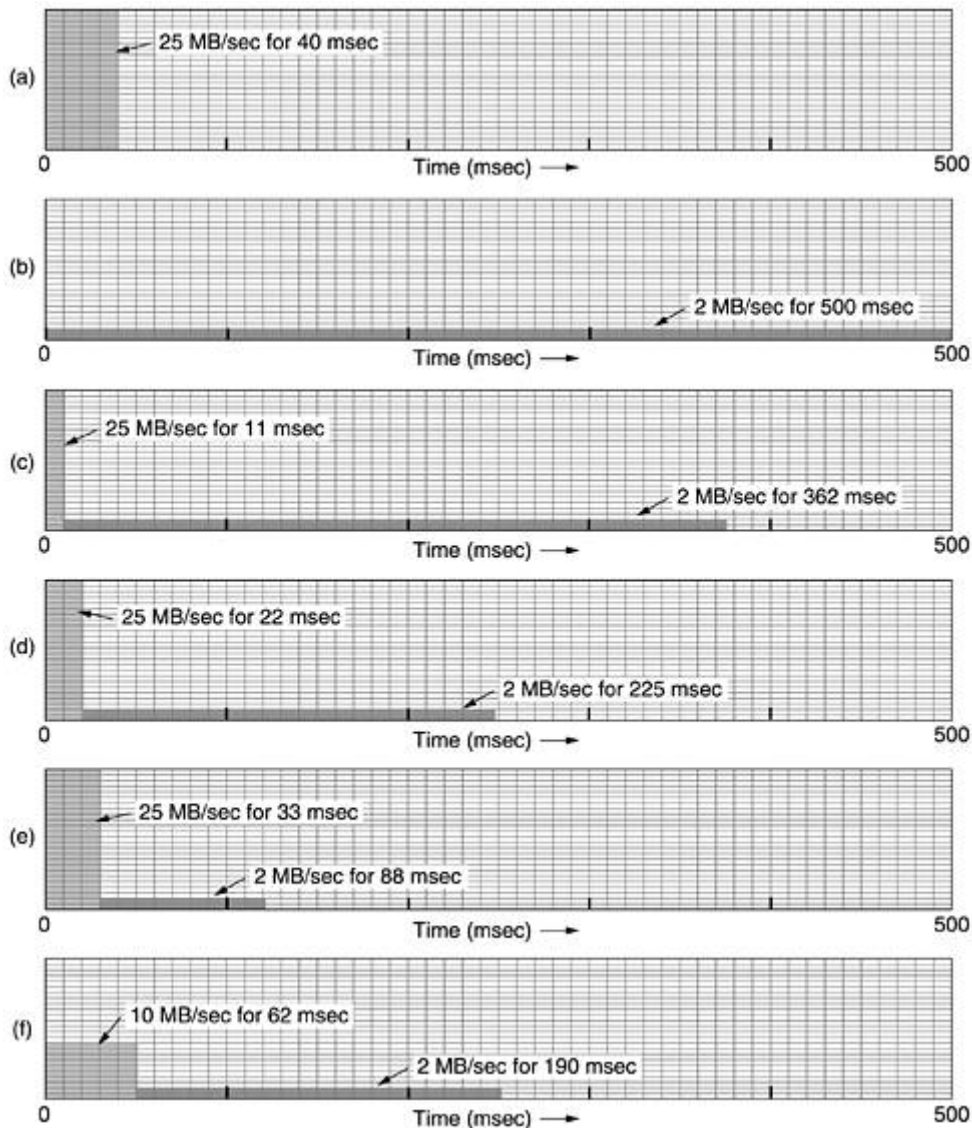 25 MB/sec for 40 msec
(a)
0 Time (msec) 500
(b)
2 MB/sec for 500 msec
0 Time (msec) 500
25 MB/sec for 11 msec
(c)
2 MB/sec for 362 msec
0 Time (msec) 500
25 MB/sec for 22 msec
(d)
2 MB/sec for 225 msec
0 Time (msec) 500
25 MB/sec for 33 msec
(e)
2 MB/sec for 88 msec
0 Time (msec) 500
10 MB/sec for 62 msec
(f)
2 MB/sec for 190 msec
0 Time (msec) 500